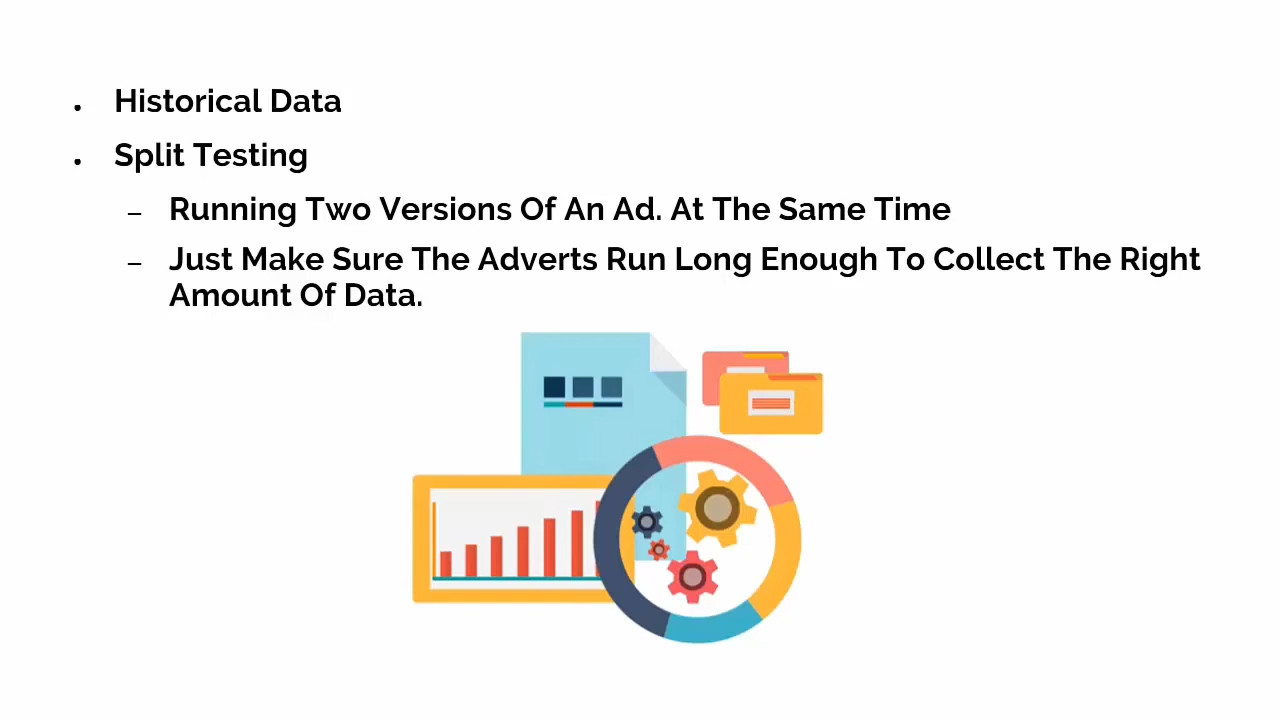 Historical Data
Split Testing
– Running Two Versions Of An Ad. At The Same Time
– Just Make Sure The Adverts Run Long Enough To Collect The Right
Amount Of Data.